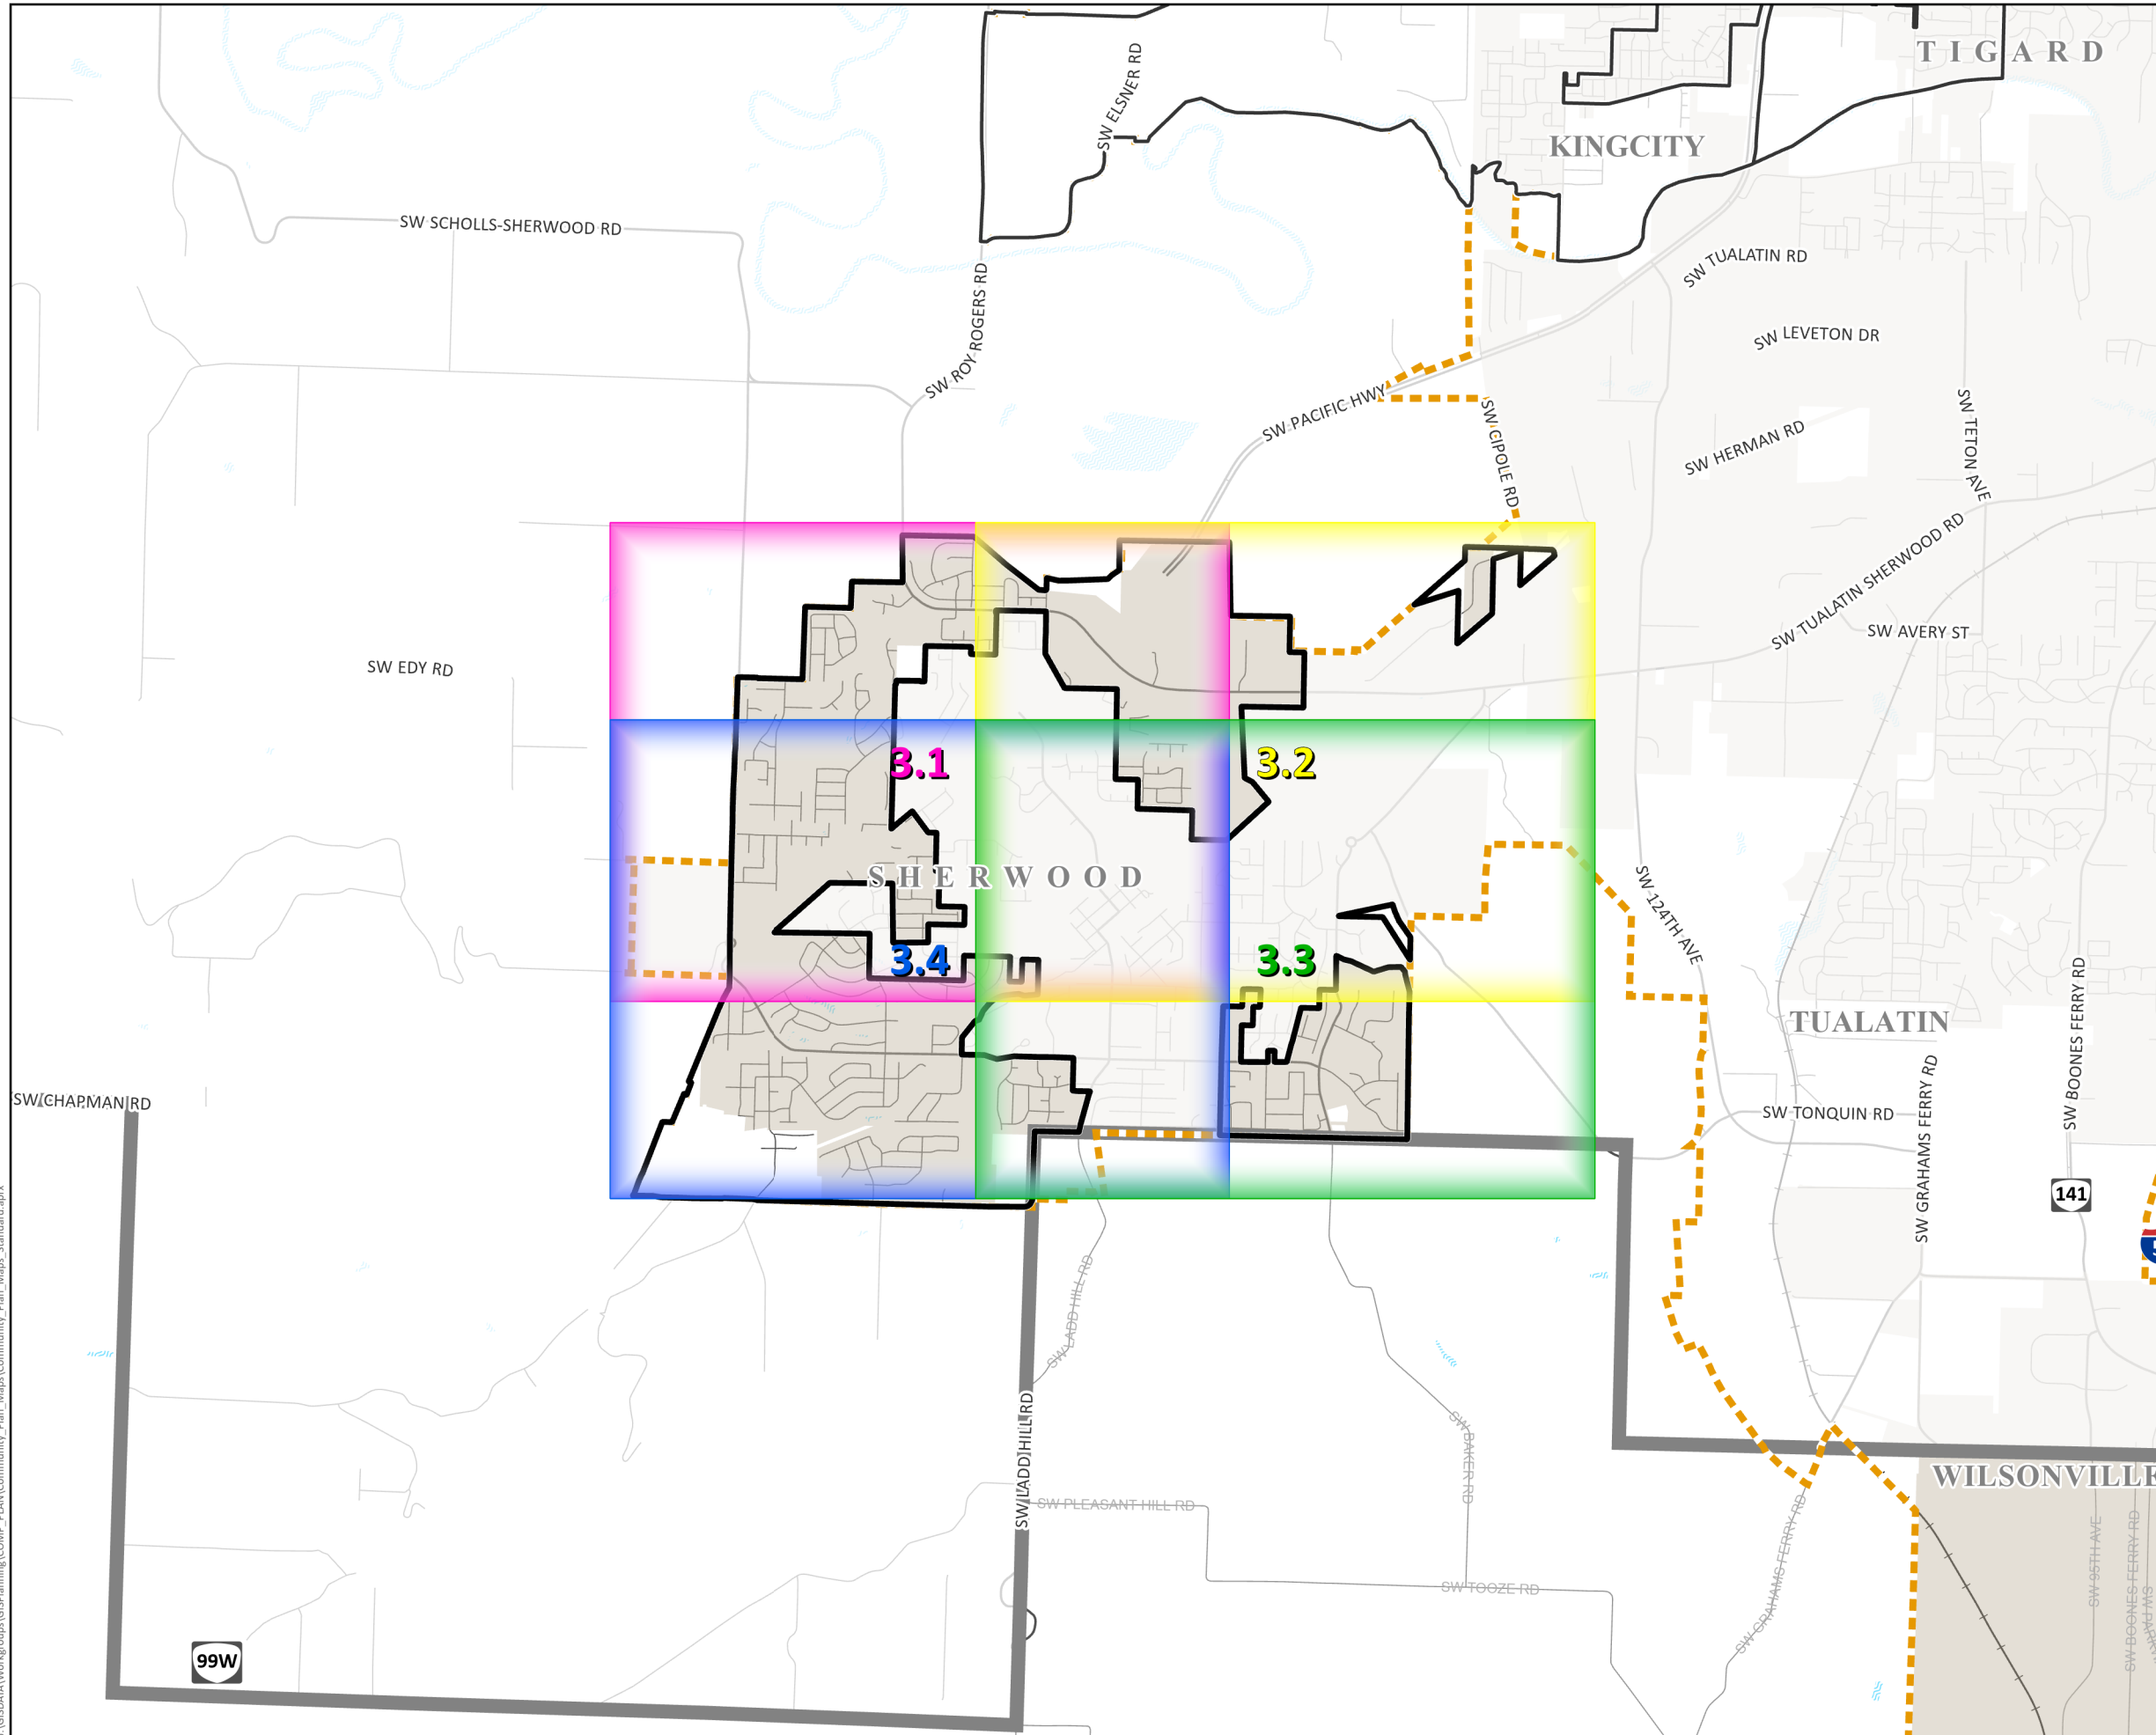 TIGARD
SW ELSNER RD
KINGCITY
SW SCHOLLS-SHERWOOD RD
SW TUALATIN RD
SW ROY ROGERS RD
SW LEVETON DR
SW PACIFIC HWY
SW CIPOLE RD
SW HERMAN RD
SW TETON AVE
SW TUALATIN SHERWOOD RD
SW AVERY ST
SW EDY RD
3.1
3.2
SHERWOOD
SW 124TH AVE
3.4
3.3
TUALATIN
SW BOONES FERRY RD
SW CHAPMAN RD
SW TONQUIN RD
SW GRAHAMS FERRY RD
141
5
SW LADD HILL RD
SW LADD HILL RD
SW BAKER RD
WILSONVILLE
SW PLEASANT HILL RD
SW GRAHAMS FERRY RD
SW 95TH AVE
SW BOONES FERRY RD
SW TOOZE RD
99W